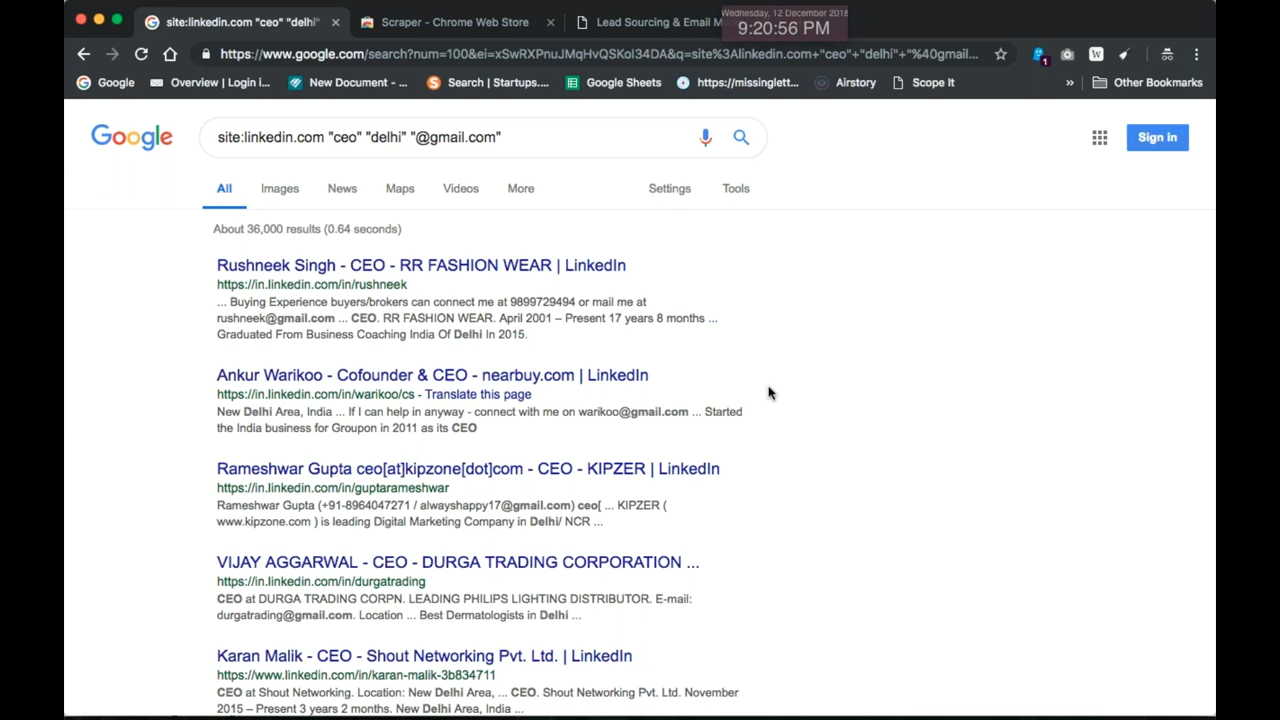 site:linkedin.com "ceo" "delhi"
Scraper - Chrome Web Store
Lead Sourcing & Email M
Wednesday, 12 December 2018
9:20:56 PM
https://www.google.com/search?num=100&ei=xSwRXPnuJMqHvQSKoI34DA&q=site%3Alinkedin.com+"ceo"+"delhi"+"%40gmail...
1
W
Google
Overview | Login i...
New Document - ...
S
Search | Startups....
Google Sheets
https://missinglett...
Airstory
Scope It
»
Other Bookmarks
Google
site:linkedin.com "ceo" "delhi" "@gmail.com"
Sign in
All
Images
News
Maps
Videos
More
Settings
Tools
About 36,000 results (0.64 seconds)
Rushneek Singh - CEO - RR FASHION WEAR | LinkedIn
https://in.linkedin.com/in/rushneek
... Buying Experience buyers/brokers can connect me at 9899729494 or mail me at
rushneek@gmail.com ... CEO. RR FASHION WEAR. April 2001 – Present 17 years 8 months ...
Graduated From Business Coaching India Of Delhi In 2015.
Ankur Warikoo - Cofounder & CEO - nearbuy.com | LinkedIn
https://in.linkedin.com/in/warikoo/cs - Translate this page
New Delhi Area, India ... If I can help in anyway - connect with me on warikoo@gmail.com ... Started
the India business for Groupon in 2011 as its CEO
Rameshwar Gupta ceo[at]kipzone[dot]com - CEO - KIPZER | LinkedIn
https://in.linkedin.com/in/guptarameshwar
Rameshwar Gupta (+91-8964047271 / alwayshappy17@gmail.com) ceo[ ... KIPZER (
www.kipzone.com ) is leading Digital Marketing Company in Delhi/ NCR ...
VIJAY AGGARWAL - CEO - DURGA TRADING CORPORATION ...
https://in.linkedin.com/in/durgatrading
CEO at DURGA TRADING CORPN. LEADING PHILIPS LIGHTING DISTRIBUTOR. E-mail:
durgatrading@gmail.com. Location ... Best Dermatologists in Delhi ...
Karan Malik - CEO - Shout Networking Pvt. Ltd. | LinkedIn
https://www.linkedin.com/in/karan-malik-3b834711
CEO at Shout Networking. Location: New Delhi Area, ... CEO. Shout Networking Pvt. Ltd. November
2015 – Present 3 years 2 months. New Delhi Area, India ...